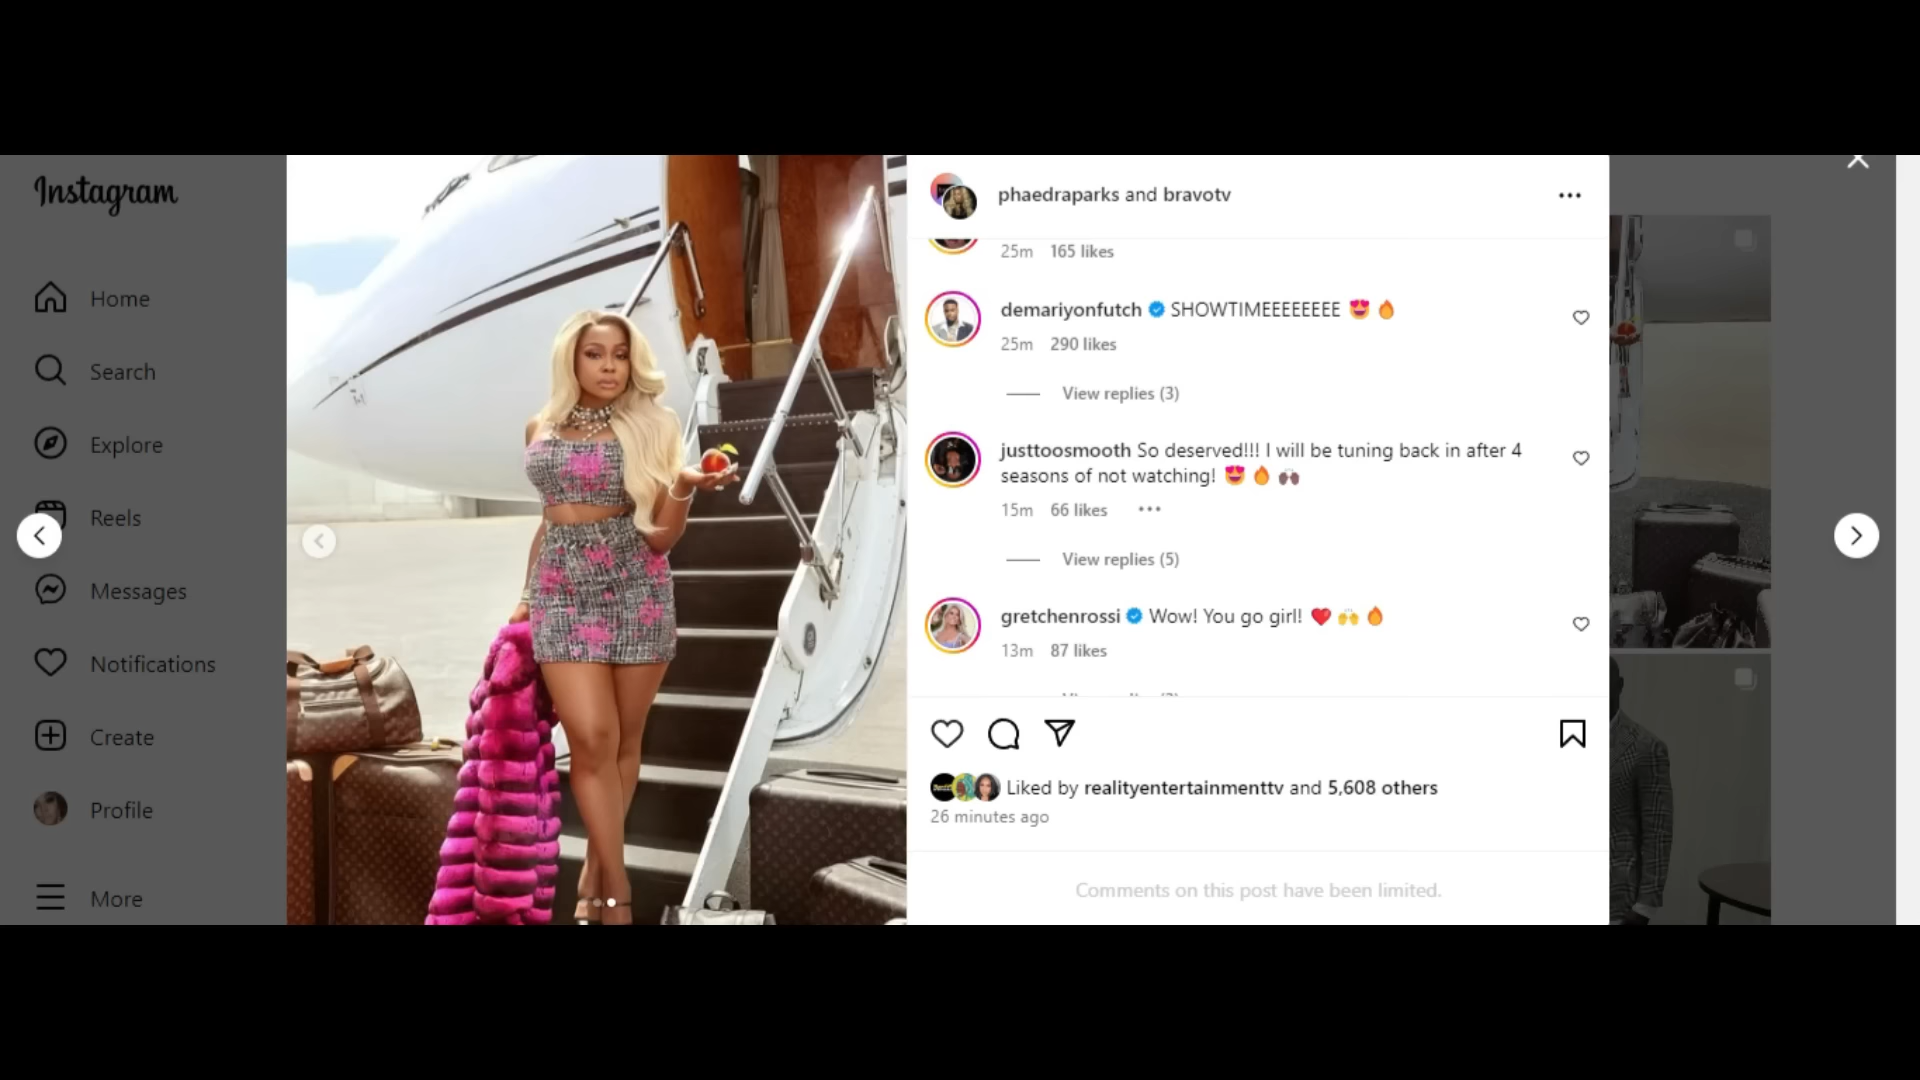 Instagram
Home
Search
Explore
Reels
Messages
Notifications
Create
Profile
More
phaedraparks and bravotv
25m 165 likes
demariyonfutch SHOWTIMEEEEEEEE 😍 🔥
25m 290 likes
View replies (3)
justtoosmooth So deserved!!! I will be tuning back in after 4
seasons of not watching! 😍 🔥 🙌🏿
15m 66 likes
View replies (5)
gretchenrossi Wow! You go girl! ❤️ 🙌 🔥
13m 87 likes
Liked by realityentertainmenttv and 5,608 others
26 minutes ago
Comments on this post have been limited.